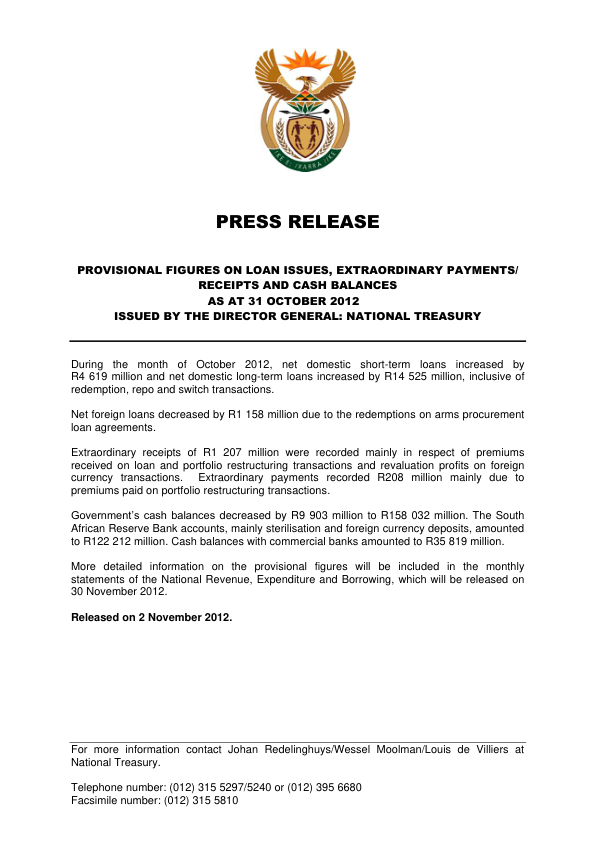 !KE E: /XARRA //KE
PRESS RELEASE
PROVISIONAL FIGURES ON LOAN ISSUES, EXTRAORDINARY PAYMENTS/
RECEIPTS AND CASH BALANCES
AS AT 31 OCTOBER 2012
ISSUED BY THE DIRECTOR GENERAL: NATIONAL TREASURY
During the month of October 2012, net domestic short-term loans increased by
R4 619 million and net domestic long-term loans increased by R14 525 million, inclusive of
redemption, repo and switch transactions.
Net foreign loans decreased by R1 158 million due to the redemptions on arms procurement
loan agreements.
Extraordinary receipts of R1 207 million were recorded mainly in respect of premiums
received on loan and portfolio restructuring transactions and revaluation profits on foreign
currency transactions. Extraordinary payments recorded R208 million mainly due to
premiums paid on portfolio restructuring transactions.
Government's cash balances decreased by R9 903 million to R158 032 million. The South
African Reserve Bank accounts, mainly sterilisation and foreign currency deposits, amounted
to R122 212 million. Cash balances with commercial banks amounted to R35 819 million.
More detailed information on the provisional figures will be included in the monthly
statements of the National Revenue, Expenditure and Borrowing, which will be released on
30 November 2012.
Released on 2 November 2012.
For more information contact Johan Redelinghuys/Wessel Moolman/Louis de Villiers at
National Treasury.
Telephone number: (012) 315 5297/5240 or (012) 395 6680
Facsimile number: (012) 315 5810